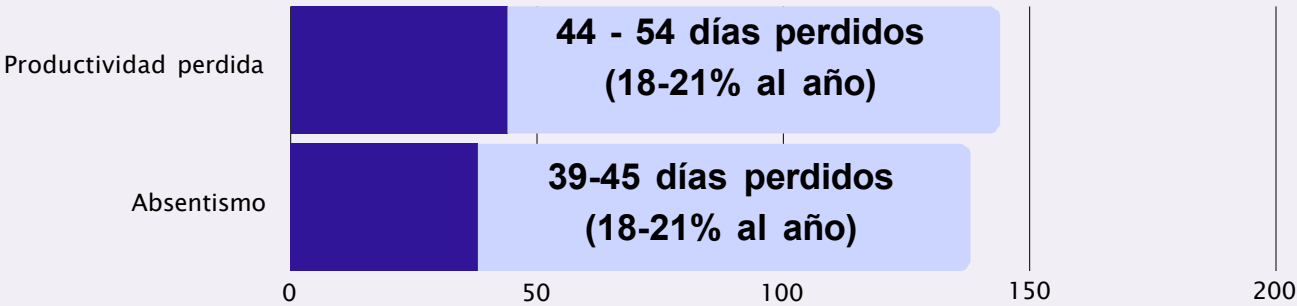 44 - 54 días perdidos
(18-21% al año)
Productividad perdida
39-45 días perdidos
(18-21% al año)
Absentismo
0 50 100 150 200